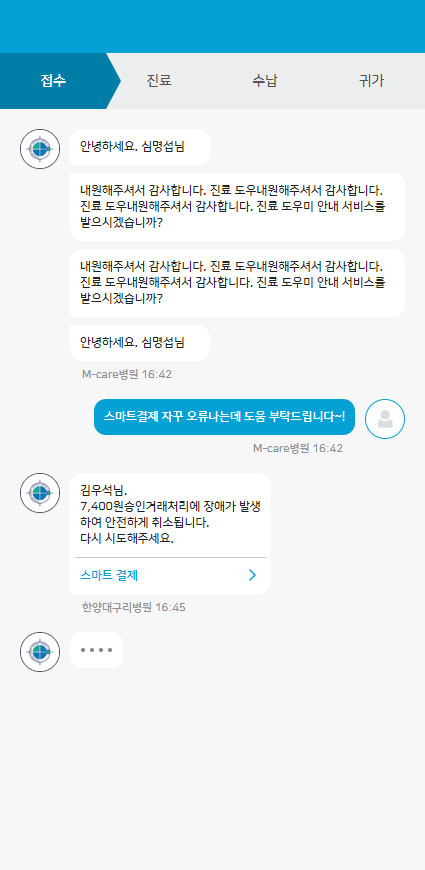 접수
진료
수납
귀가
안녕하세요. 심명섭님
내원해주셔서 감사합니다. 진료 도우내원해주셔서 감사합니다.
진료 도우내원해주셔서 감사합니다. 진료 도우미 안내 서비스를
받으시겠습니까?
내원해주셔서 감사합니다. 진료 도우내원해주셔서 감사합니다.
진료 도우내원해주셔서 감사합니다. 진료 도우미 안내 서비스를
받으시겠습니까?
안녕하세요. 심명섭님
M-care병원 16:42
스마트결제 자꾸 오류나는데 도움 부탁드립니다~!
M-care병원 16:42
김우석님.
7,400원승인거래처리에 장애가 발생
하여 안전하게 취소됩니다.
다시 시도해주세요.
스마트 결제
한양대구리병원 16:45